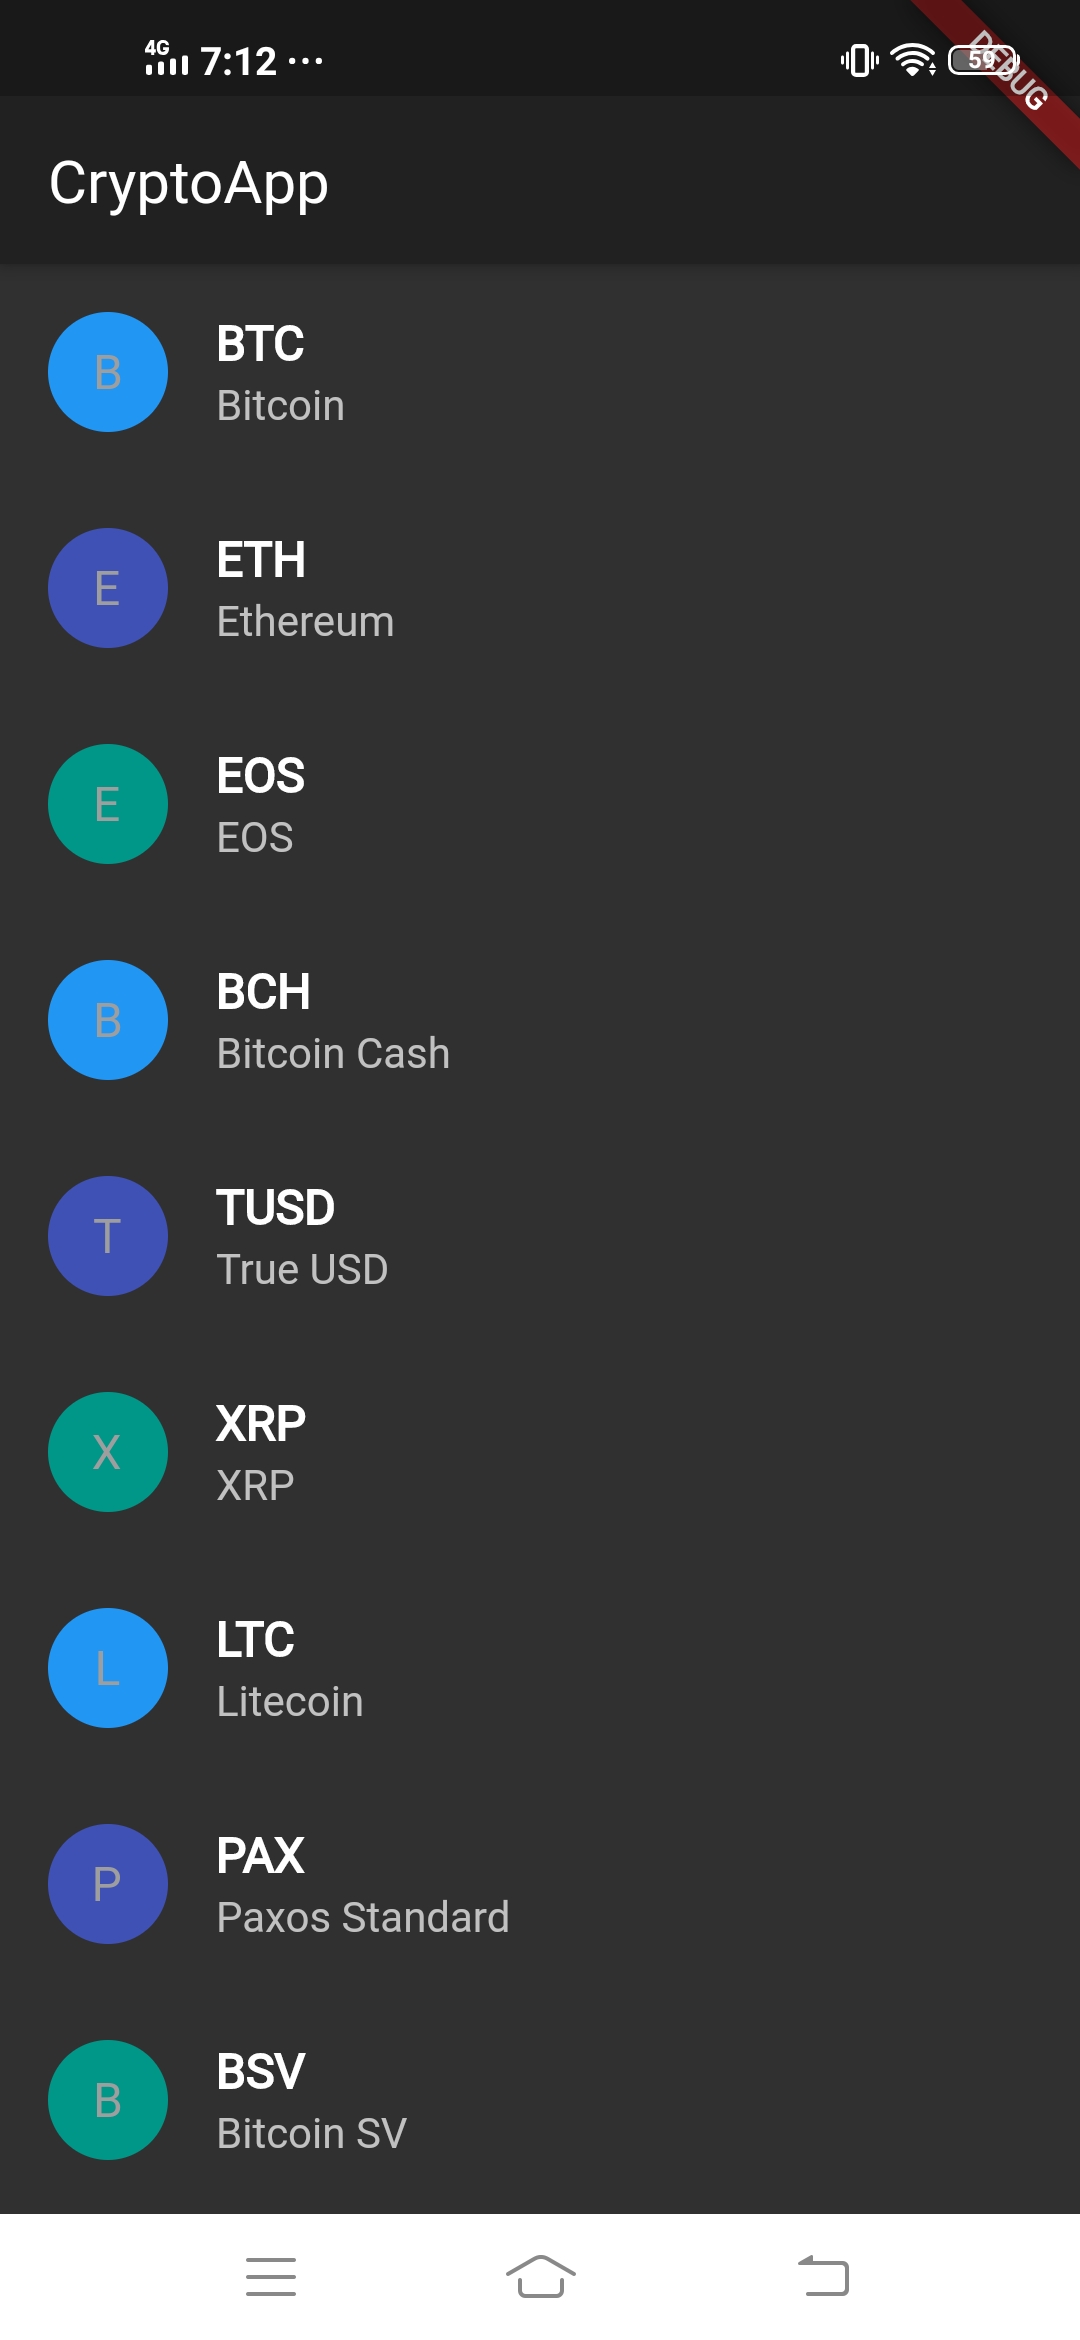 4G 7:12 ... 59
DEBUG
CryptoApp
B
BTC
Bitcoin
E
ETH
Ethereum
E
EOS
EOS
B
BCH
Bitcoin Cash
T
TUSD
True USD
X
XRP
XRP
L
LTC
Litecoin
P
PAX
Paxos Standard
B
BSV
Bitcoin SV